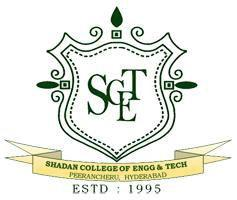 SCET
SHADAN COLLEGE OF ENGG & TECH
PEERANCHERU, HYDERABAD
ESTD : 1995